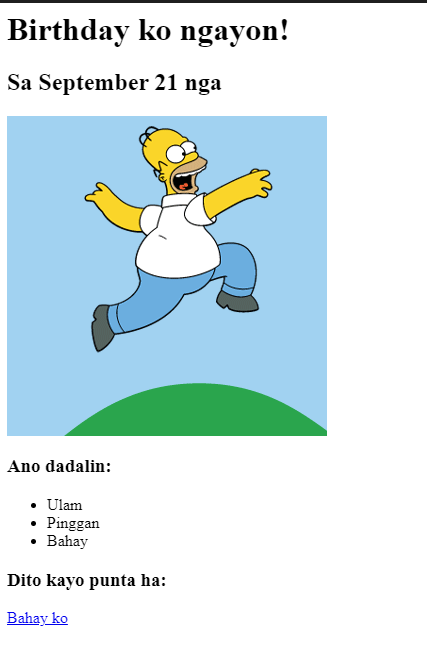 Birthday ko ngayon!
Sa September 21 nga
Ano dadalin:
Ulam
Pinggan
Bahay
Dito kayo punta ha:
Bahay ko